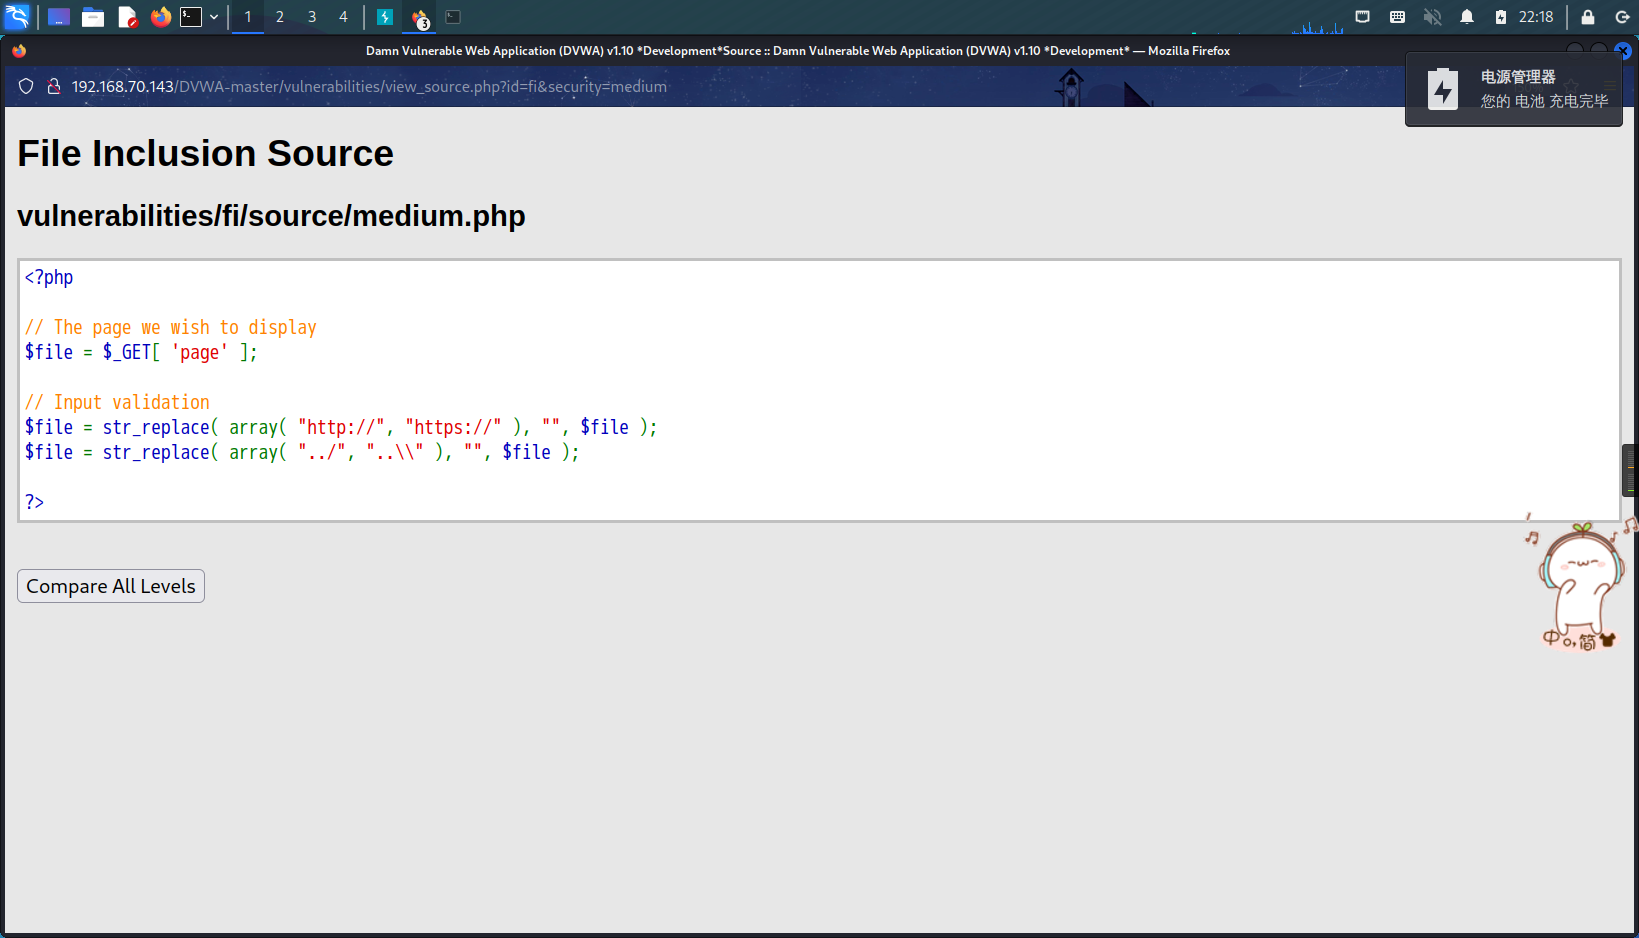 1 2 3 4
3
22:18
Damn Vulnerable Web Application (DVWA) v1.10 *Development*Source :: Damn Vulnerable Web Application (DVWA) v1.10 *Development* — Mozilla Firefox
192.168.70.143/DVWA-master/vulnerabilities/view_source.php?id=fi&security=medium
电源管理器
您的 电池 充电完毕
File Inclusion Source
vulnerabilities/fi/source/medium.php
<?php
// The page we wish to display
$file = $_GET[ 'page' ];
// Input validation
$file = str_replace( array( "http://", "https://" ), "", $file );
$file = str_replace( array( "../", "..\\" ), "", $file );
?>
Compare All Levels
中 简